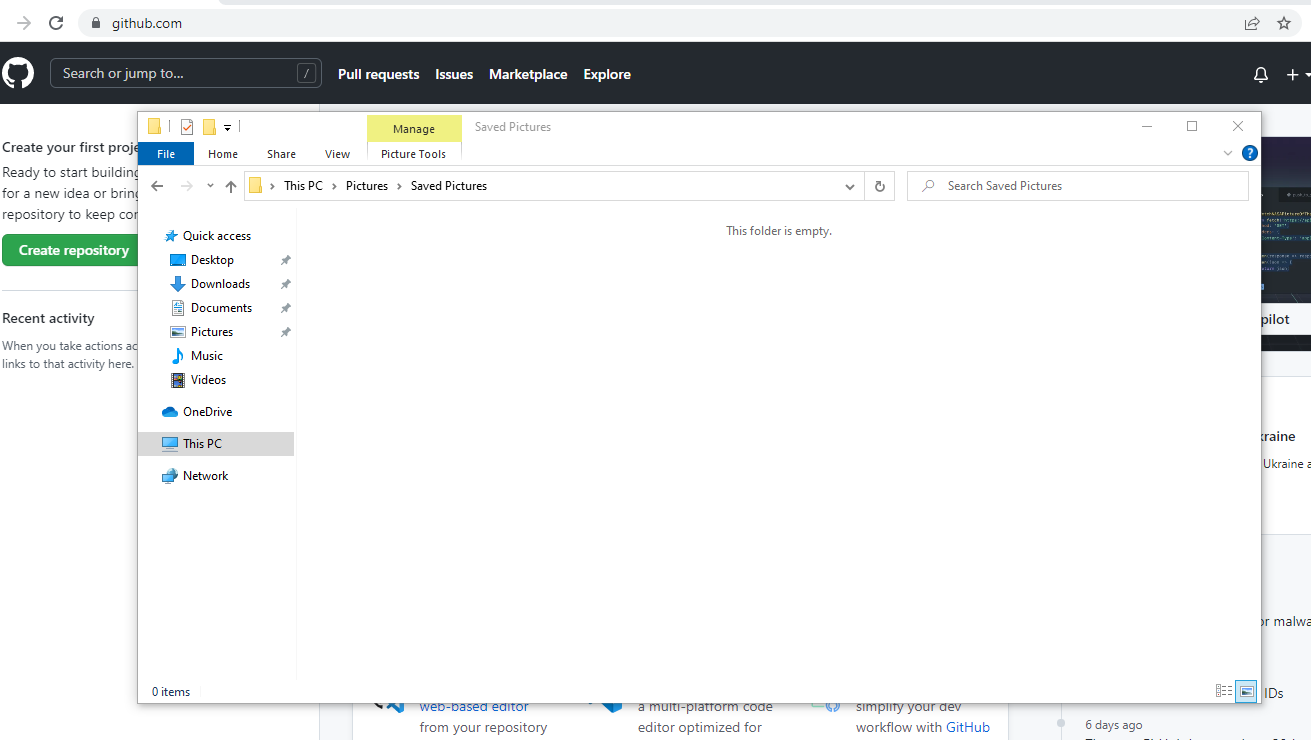 github.com
Search or jump to... /
Pull requests Issues Marketplace Explore
Create your first proje
Ready to start building
for a new idea or bring
repository to keep con
Create repository
Recent activity
When you take actions ac
links to that activity here.
Manage Saved Pictures
File Home Share View Picture Tools
This PC > Pictures > Saved Pictures
Search Saved Pictures
This folder is empty.
Quick access
Desktop
Downloads
Documents
Pictures
Music
Videos
OneDrive
This PC
Network
0 items
pilot
kraine
Ukraine a
or malwa
IDs
web-based editor
from your repository
a multi-platform code
editor optimized for
simplify your dev
workflow with GitHub
6 days ago